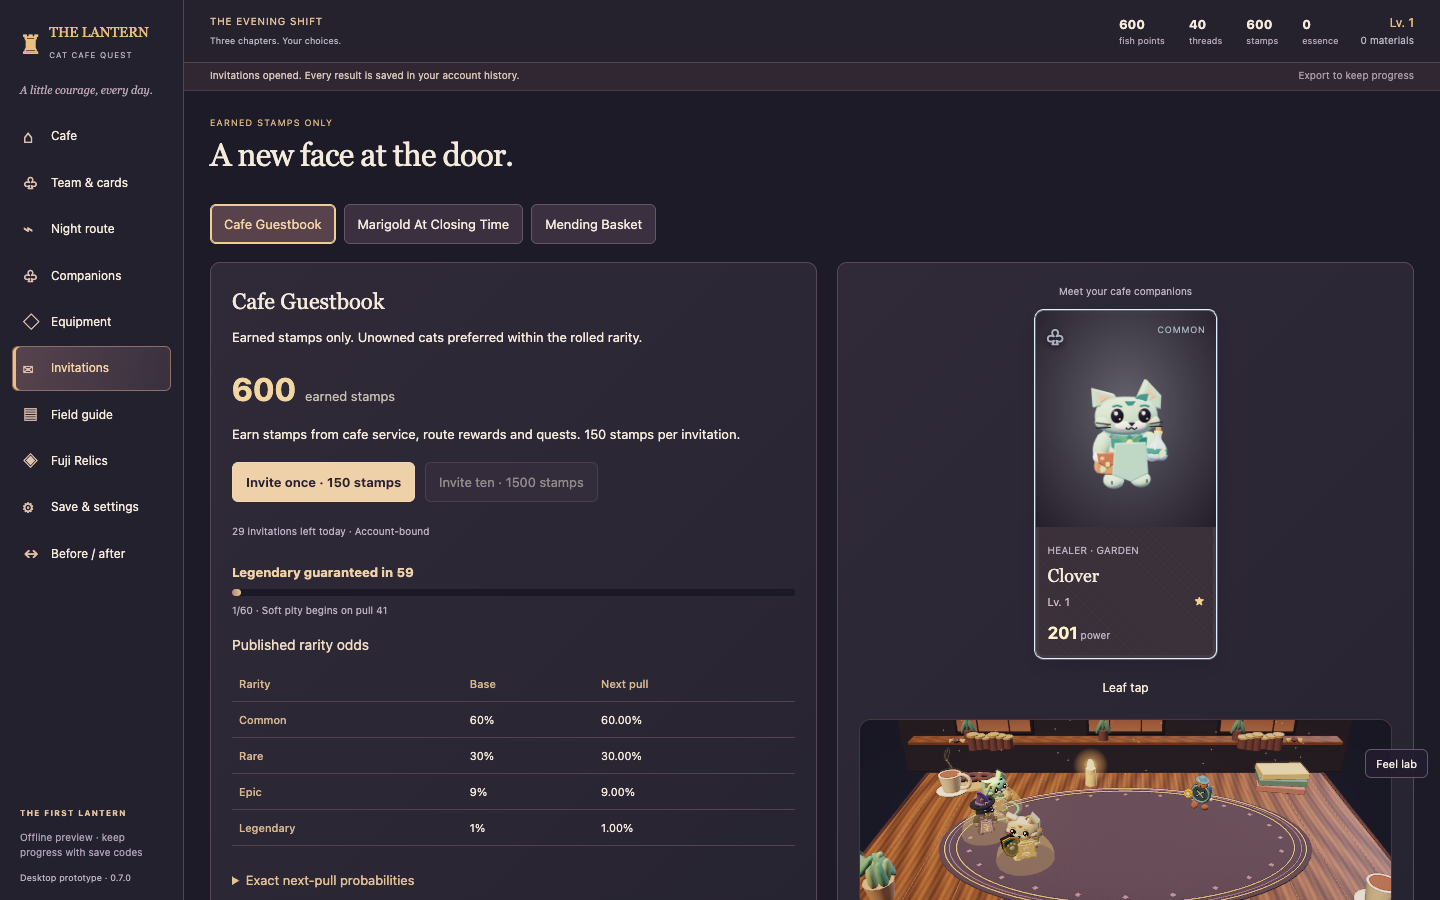 THE LANTERN
CAT CAFE QUEST
A little courage, every day.
Cafe
Team & cards
Night route
Companions
Equipment
Invitations
Field guide
Fuji Relics
Save & settings
Before / after
THE FIRST LANTERN
Offline preview · keep
progress with save codes
Desktop prototype · 0.7.0
THE EVENING SHIFT
Three chapters. Your choices.
600
fish points
40
threads
600
stamps
0
essence
Lv. 1
0 materials
Invitations opened. Every result is saved in your account history.
Export to keep progress
EARNED STAMPS ONLY
A new face at the door.
Cafe Guestbook
Marigold At Closing Time
Mending Basket
Cafe Guestbook
Earned stamps only. Unowned cats preferred within the rolled rarity.
600 earned stamps
Earn stamps from cafe service, route rewards and quests. 150 stamps per invitation.
Invite once · 150 stamps
Invite ten · 1500 stamps
29 invitations left today · Account-bound
Legendary guaranteed in 59
1/60 · Soft pity begins on pull 41
Published rarity odds
Rarity Base Next pull
Common 60% 60.00%
Rare 30% 30.00%
Epic 9% 9.00%
Legendary 1% 1.00%
Exact next-pull probabilities
Meet your cafe companions
COMMON
HEALER · GARDEN
Clover
Lv. 1
201 power
Leaf tap
Feel lab